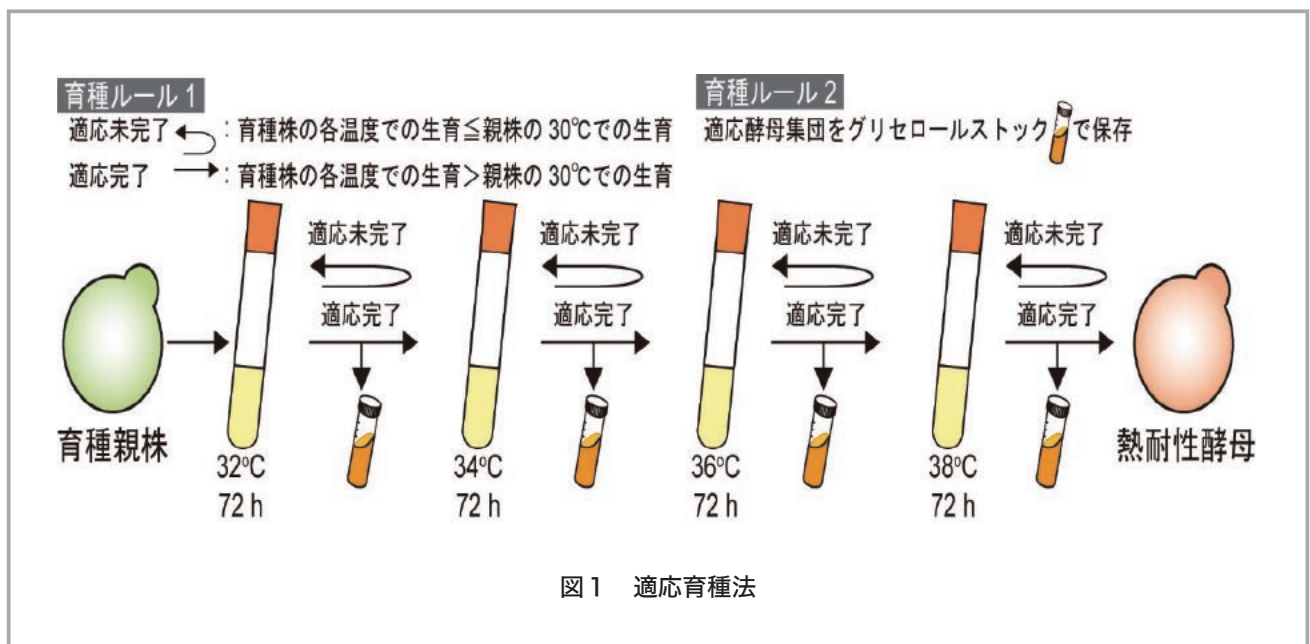 育種ルール1
適応未完了 : 育種株の各温度での生育≦親株の30℃での生育
適応完了 : 育種株の各温度での生育>親株の30℃での生育
育種ルール2
適応酵母集団をグリセロールストック で保存
適応未完了
適応未完了
適応未完了
適応未完了
適応完了
適応完了
適応完了
適応完了
育種親株
熱耐性酵母
32℃
72 h
34℃
72 h
36℃
72 h
38℃
72 h
図1 適応育種法